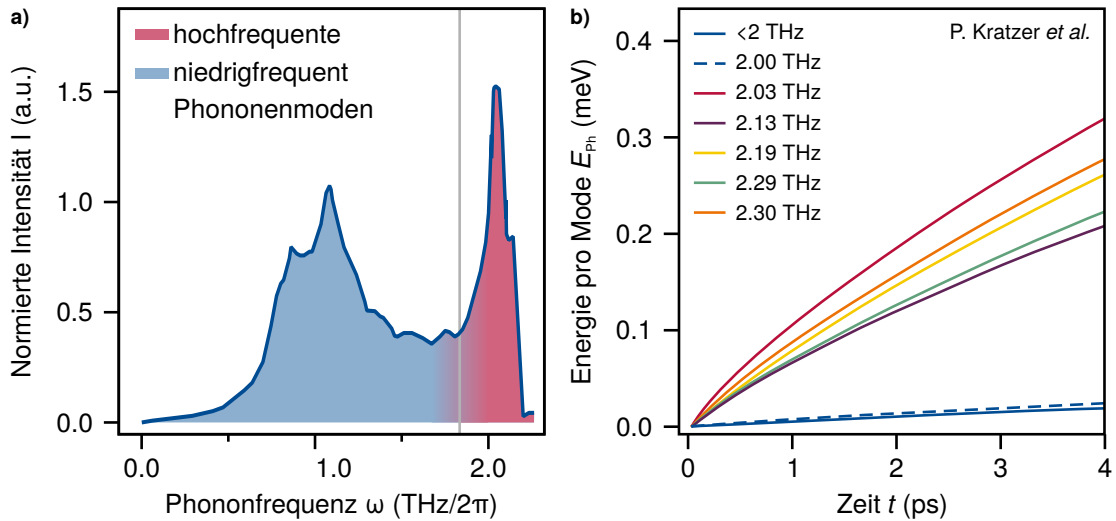 a)
hochfrequente
niedrigfrequent
Phononenmoden
Normierte Intensität I (a.u.)
1.5
1.0
0.5
0.0
0.0 1.0 2.0
Phononfrequenz ω (THz/2π)
b)
P. Kratzer et al.
<2 THz
2.00 THz
2.03 THz
2.13 THz
2.19 THz
2.29 THz
2.30 THz
Energie pro Mode E_Ph (meV)
0.4
0.3
0.2
0.1
0.0
0 1 2 3 4
Zeit t (ps)